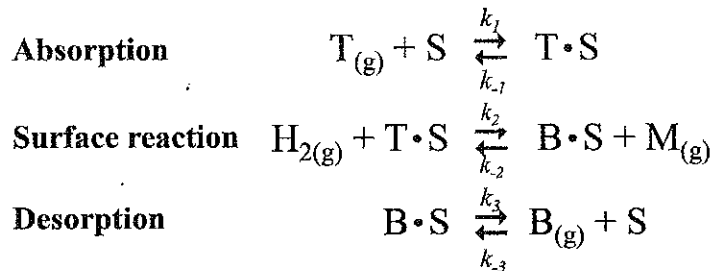 Absorption T(g) + S ⇌ T•S
k1
k-1
Surface reaction H2(g) + T•S ⇌ B•S + M(g)
k2
k-2
Desorption B•S ⇌ B(g) + S
k3
k-3